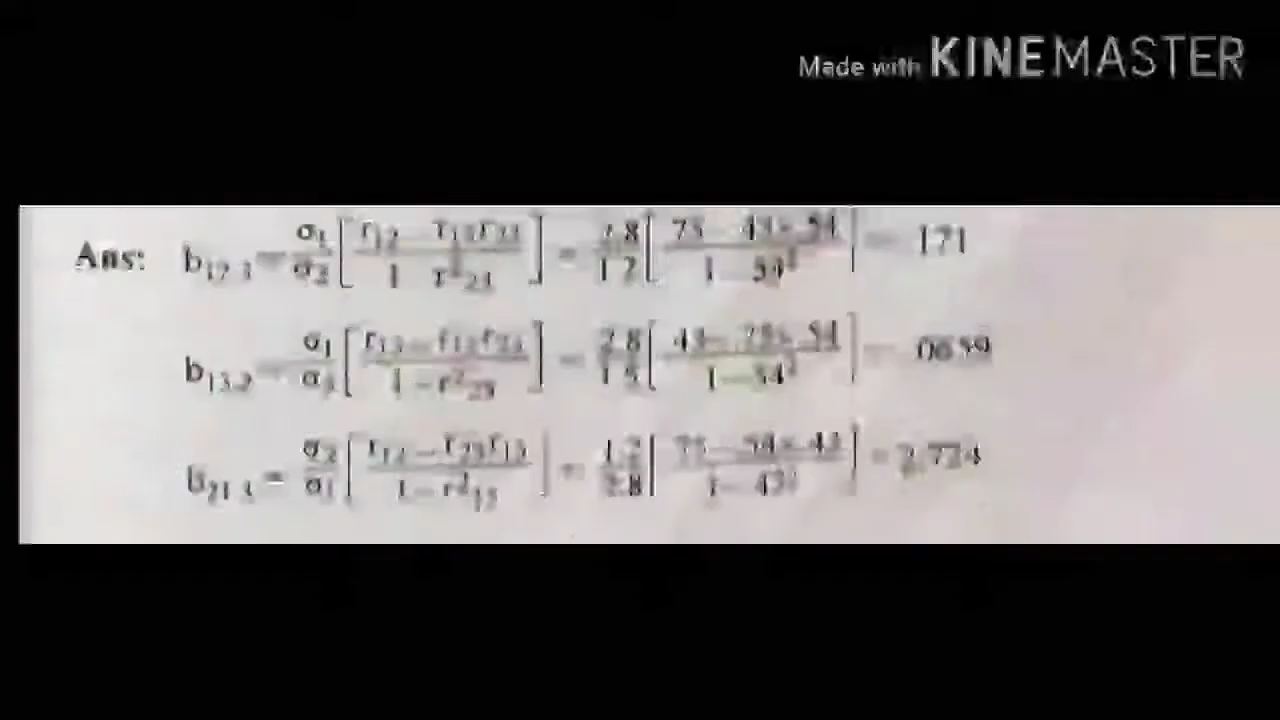 Made with KINEMASTER
Ans: b12.3 = σ1/σ2 [ r12 - r13r23 / 1 - r²23 ] = 2.8/1.2 [ .75 - .43 × .54 / 1 - .54² ] = 1.71
b13.2 = σ1/σ3 [ r13 - r12r23 / 1 - r²23 ] = 2.8/1.5 [ .43 - .75 × .54 / 1 - .54² ] = .0659
b21.3 = σ2/σ1 [ r12 - r23r13 / 1 - r²13 ] = 1.2/2.8 [ .75 - .54 × .43 / 1 - .43² ] =